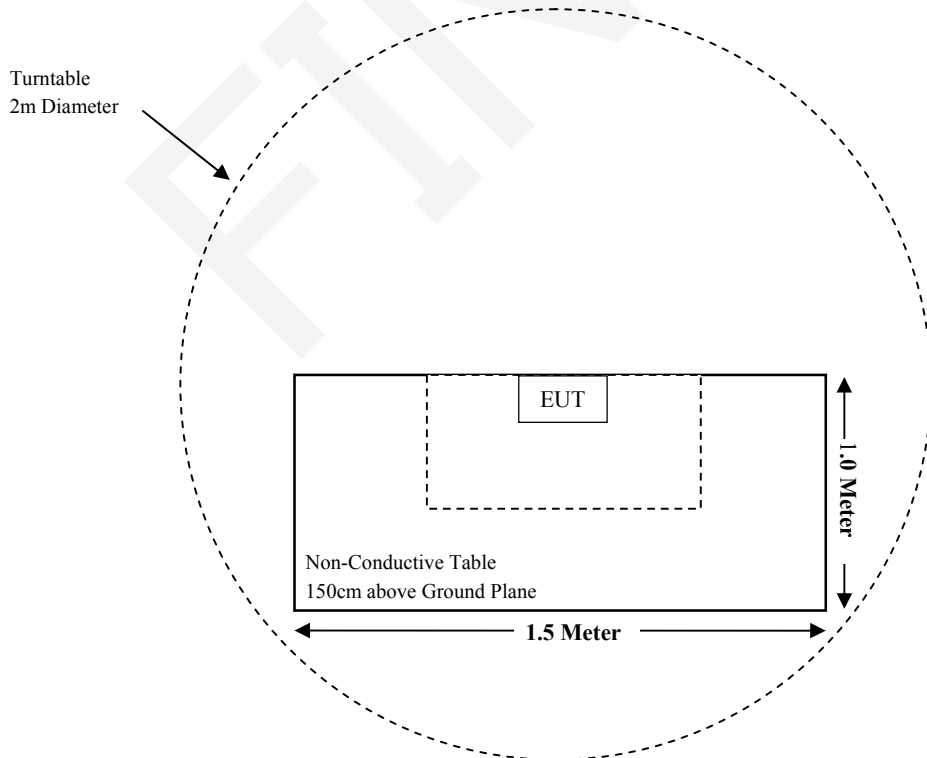 Turntable
2m Diameter
EUT
1.0 Meter
Non-Conductive Table
150cm above Ground Plane
1.5 Meter